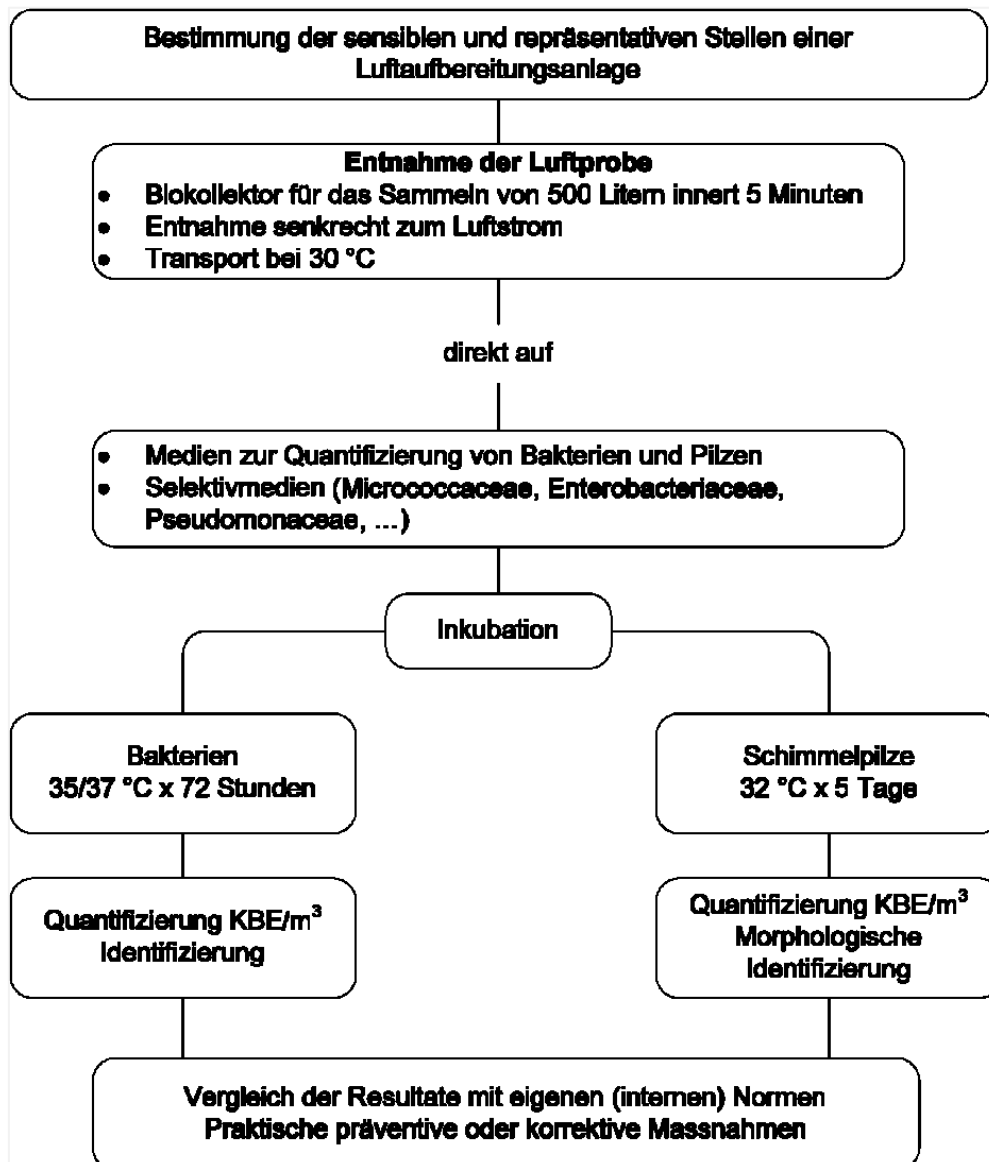 Bestimmung der sensiblen und repräsentativen Stellen einer
Luftaufbereitungsanlage
Entnahme der Luftprobe
• Biokollektor für das Sammeln von 500 Litern innert 5 Minuten
• Entnahme senkrecht zum Luftstrom
• Transport bei 30 °C
direkt auf
• Medien zur Quantifizierung von Bakterien und Pilzen
• Selektivmedien (Micrococcaceae, Enterobacteriaceae,
Pseudomonaceae, ...)
Inkubation
Bakterien
35/37 °C x 72 Stunden
Schimmelpilze
32 °C x 5 Tage
Quantifizierung KBE/m³
Identifizierung
Quantifizierung KBE/m³
Morphologische
Identifizierung
Vergleich der Resultate mit eigenen (internen) Normen
Praktische präventive oder korrektive Massnahmen